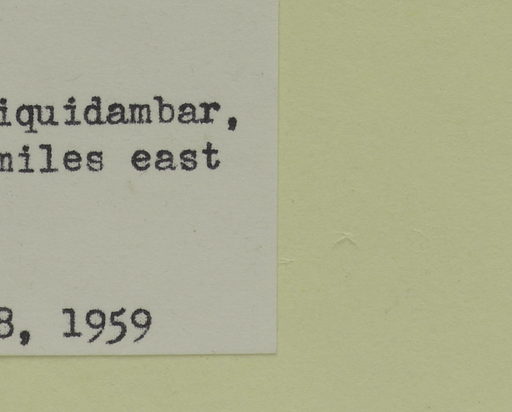 iquidambar,
miles east
8, 1959